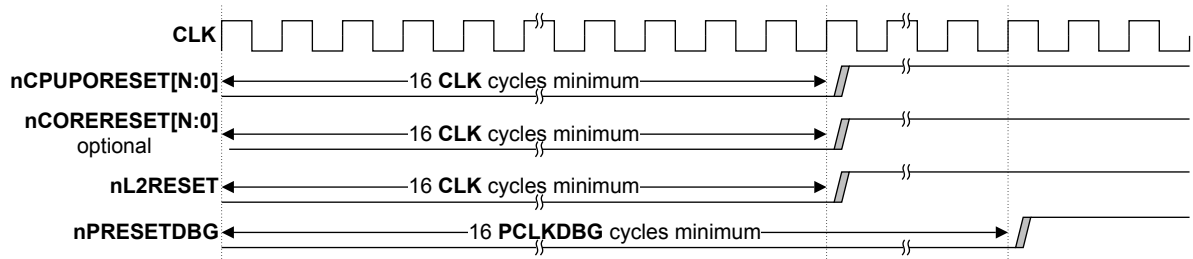 CLK
nCPUPORESET[N:0]
16 CLK cycles minimum
nCORERESET[N:0]
optional
16 CLK cycles minimum
nL2RESET
16 CLK cycles minimum
nPRESETDBG
16 PCLKDBG cycles minimum